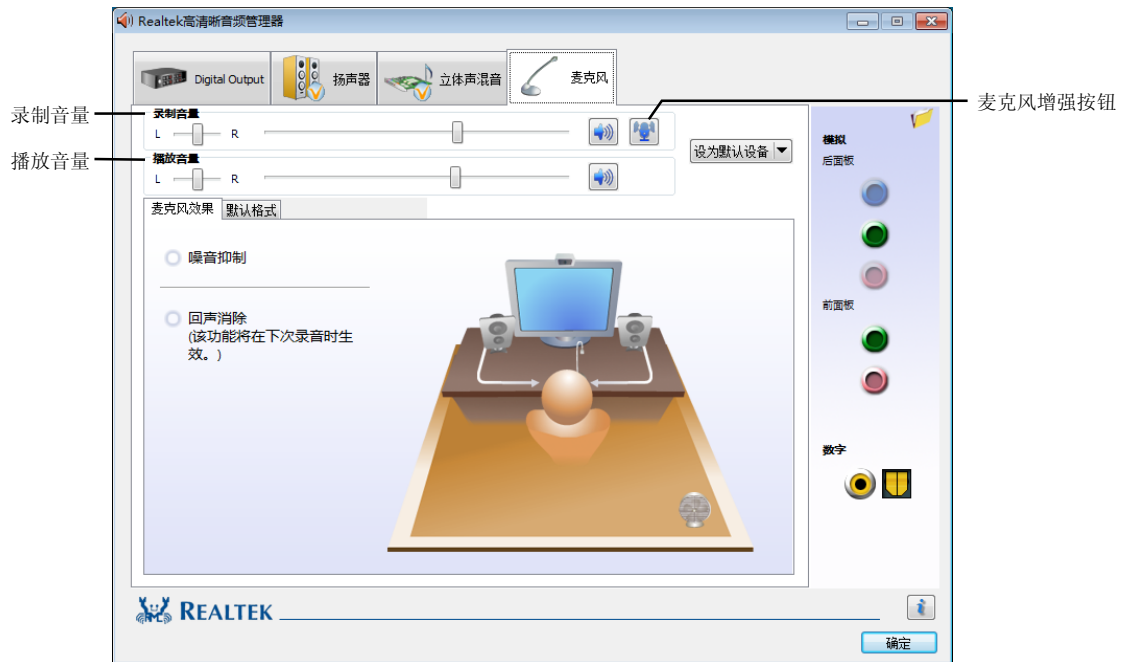 Realtek高清晰音频管理器
Digital Output
扬声器
立体声混音
麦克风
录制音量
录制音量
L
R
麦克风增强按钮
设为默认设备
播放音量
播放音量
L
R
麦克风效果
默认格式
噪音抑制
回声消除
(该功能将在下次录音时生
效。)
模拟
后面板
前面板
数字
REALTEK
确定